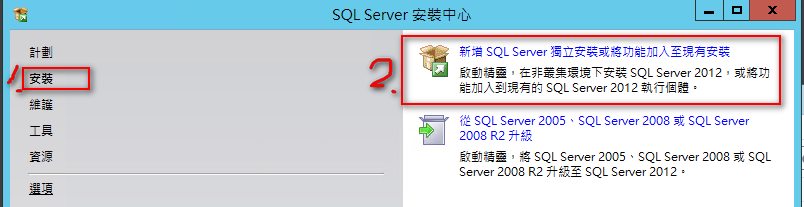 SQL Server 安裝中心
計劃
安裝
維護
工具
資源
選項
1.
2.
新增 SQL Server 獨立安裝或將功能加入至現有安裝
啟動精靈，在非叢集環境下安裝 SQL Server 2012，或將功
能加入到現有的 SQL Server 2012 執行個體。
從 SQL Server 2005、SQL Server 2008 或 SQL Server
2008 R2 升級
啟動精靈，將 SQL Server 2005、SQL Server 2008 或 SQL
Server 2008 R2 升級至 SQL Server 2012。